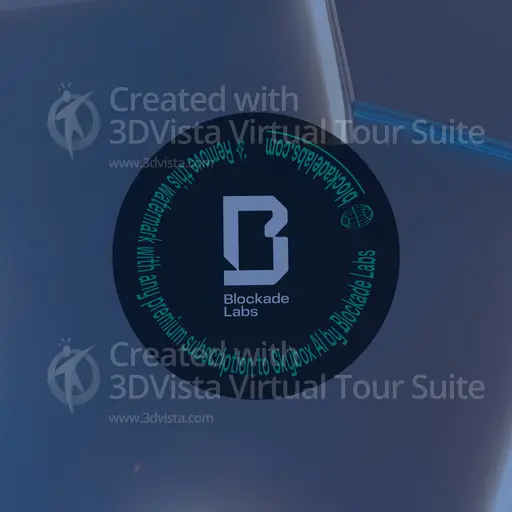 Created with
3DVista Virtual Tour Suite
www.3dvista.com
Remove this watermark with any premium subscription to Skybox AI by Blockade Labs
blockadelabs.com
Blockade
Labs
Created with
3DVista Virtual Tour Suite
www.3dvista.com